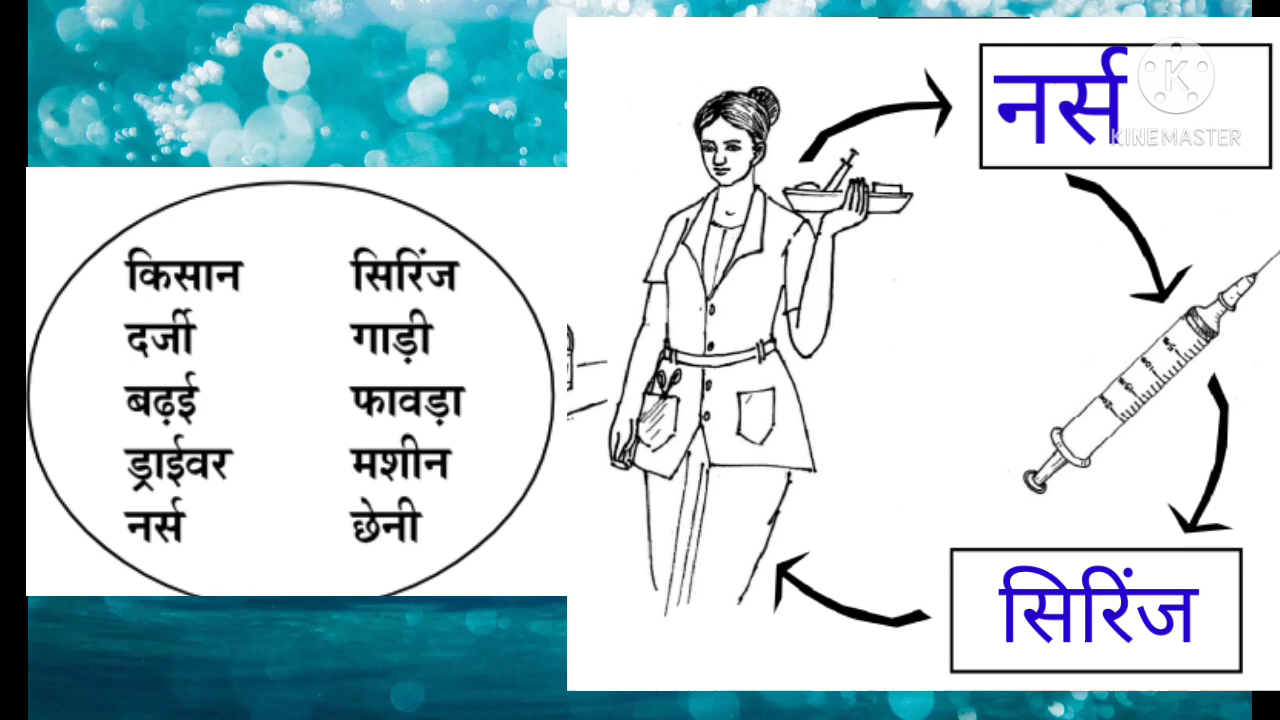 किसान सिरिंज
दर्जी गाड़ी
बढ़ई फावड़ा
ड्राईवर मशीन
नर्स छेनी
नर्स
K
KINEMASTER
सिरिंज